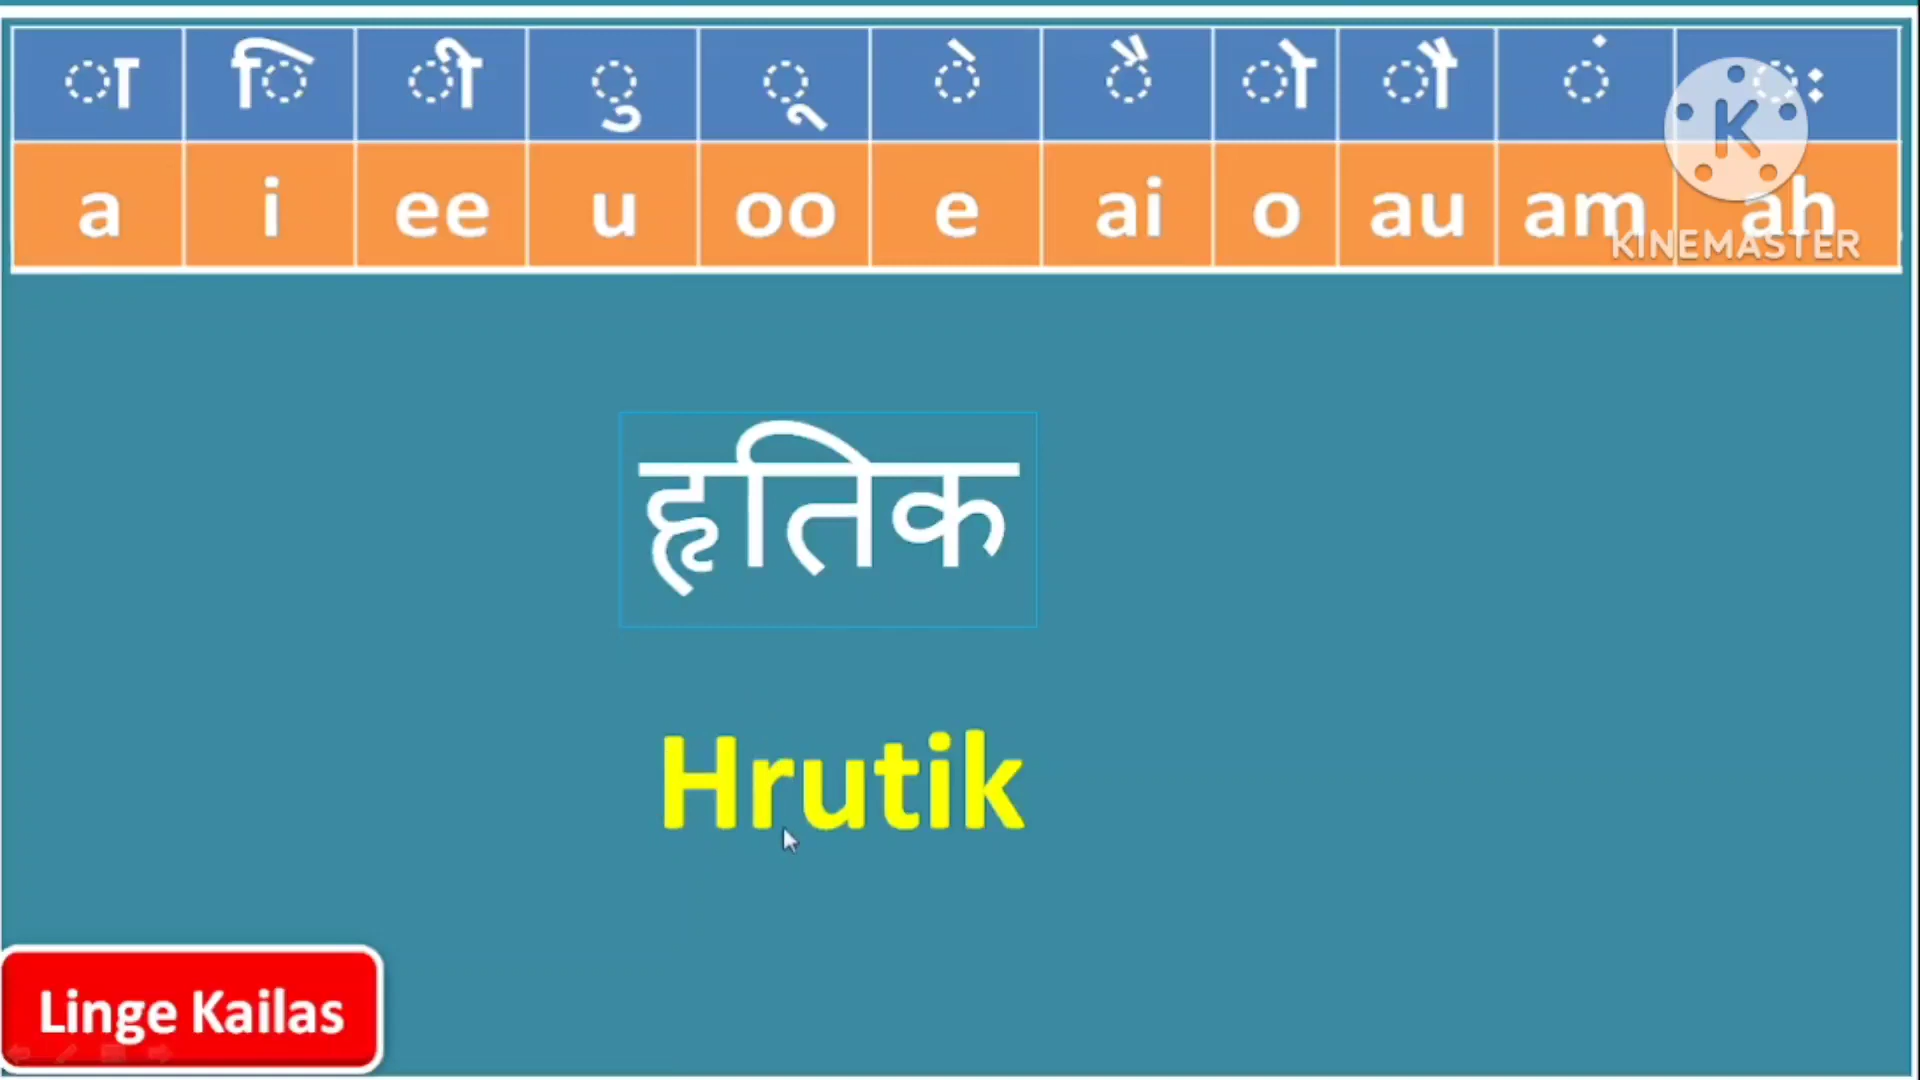 ा ि ी ु ू े ै ो ौ ं ः
a i ee u oo e ai o au am ah
K
KINEMASTER
हृतिक
Hrutik
Linge Kailas